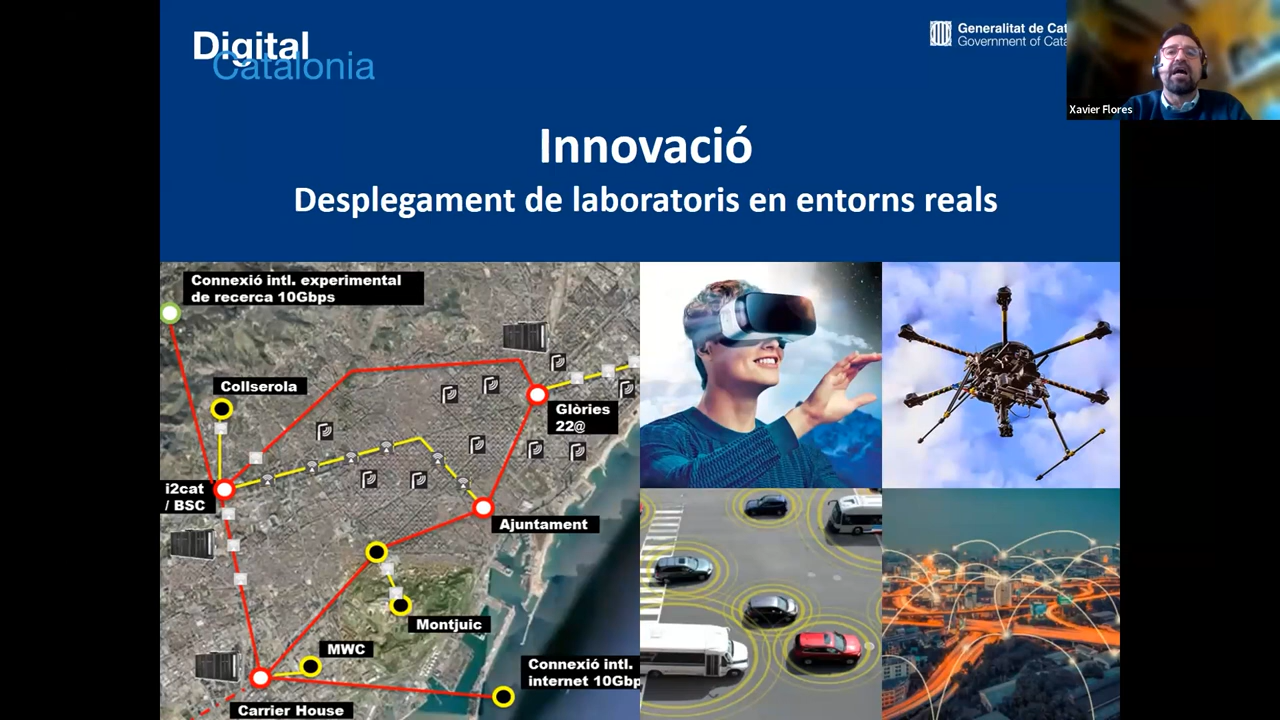 Digital
Catalonia
Generalitat de Cat
Government of Cata
Xavier Flores
Innovació
Desplegament de laboratoris en entorns reals
Connexió intl. experimental
de recerca 10Gbps
Collserola
Glòries
22@
i2cat
/ BSC
Ajuntament
Montjuic
MWC
Connexió intl.
internet 10Gbp
Carrier House